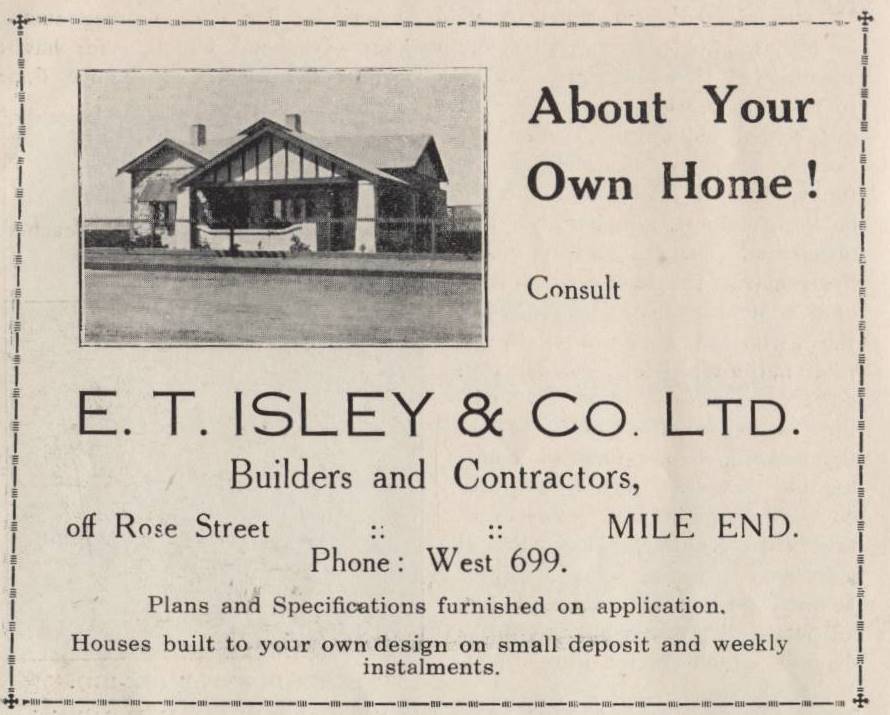 About Your
Own Home!
Consult
E. T. ISLEY & Co. LTD.
Builders and Contractors,
off Rose Street :: :: MILE END.
Phone: West 699.
Plans and Specifications furnished on application.
Houses built to your own design on small deposit and weekly
instalments.